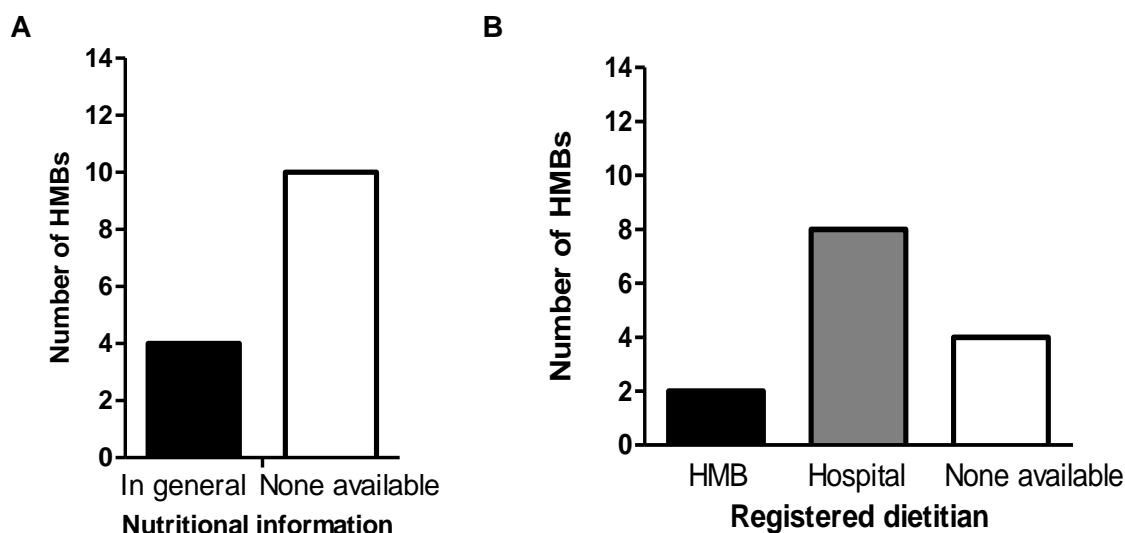 A
Number of HMBs
14
12
10
8
6
4
2
0
In general None available
Nutritional information
B
Number of HMBs
14
12
10
8
6
4
2
0
HMB Hospital None available
Registered dietitian